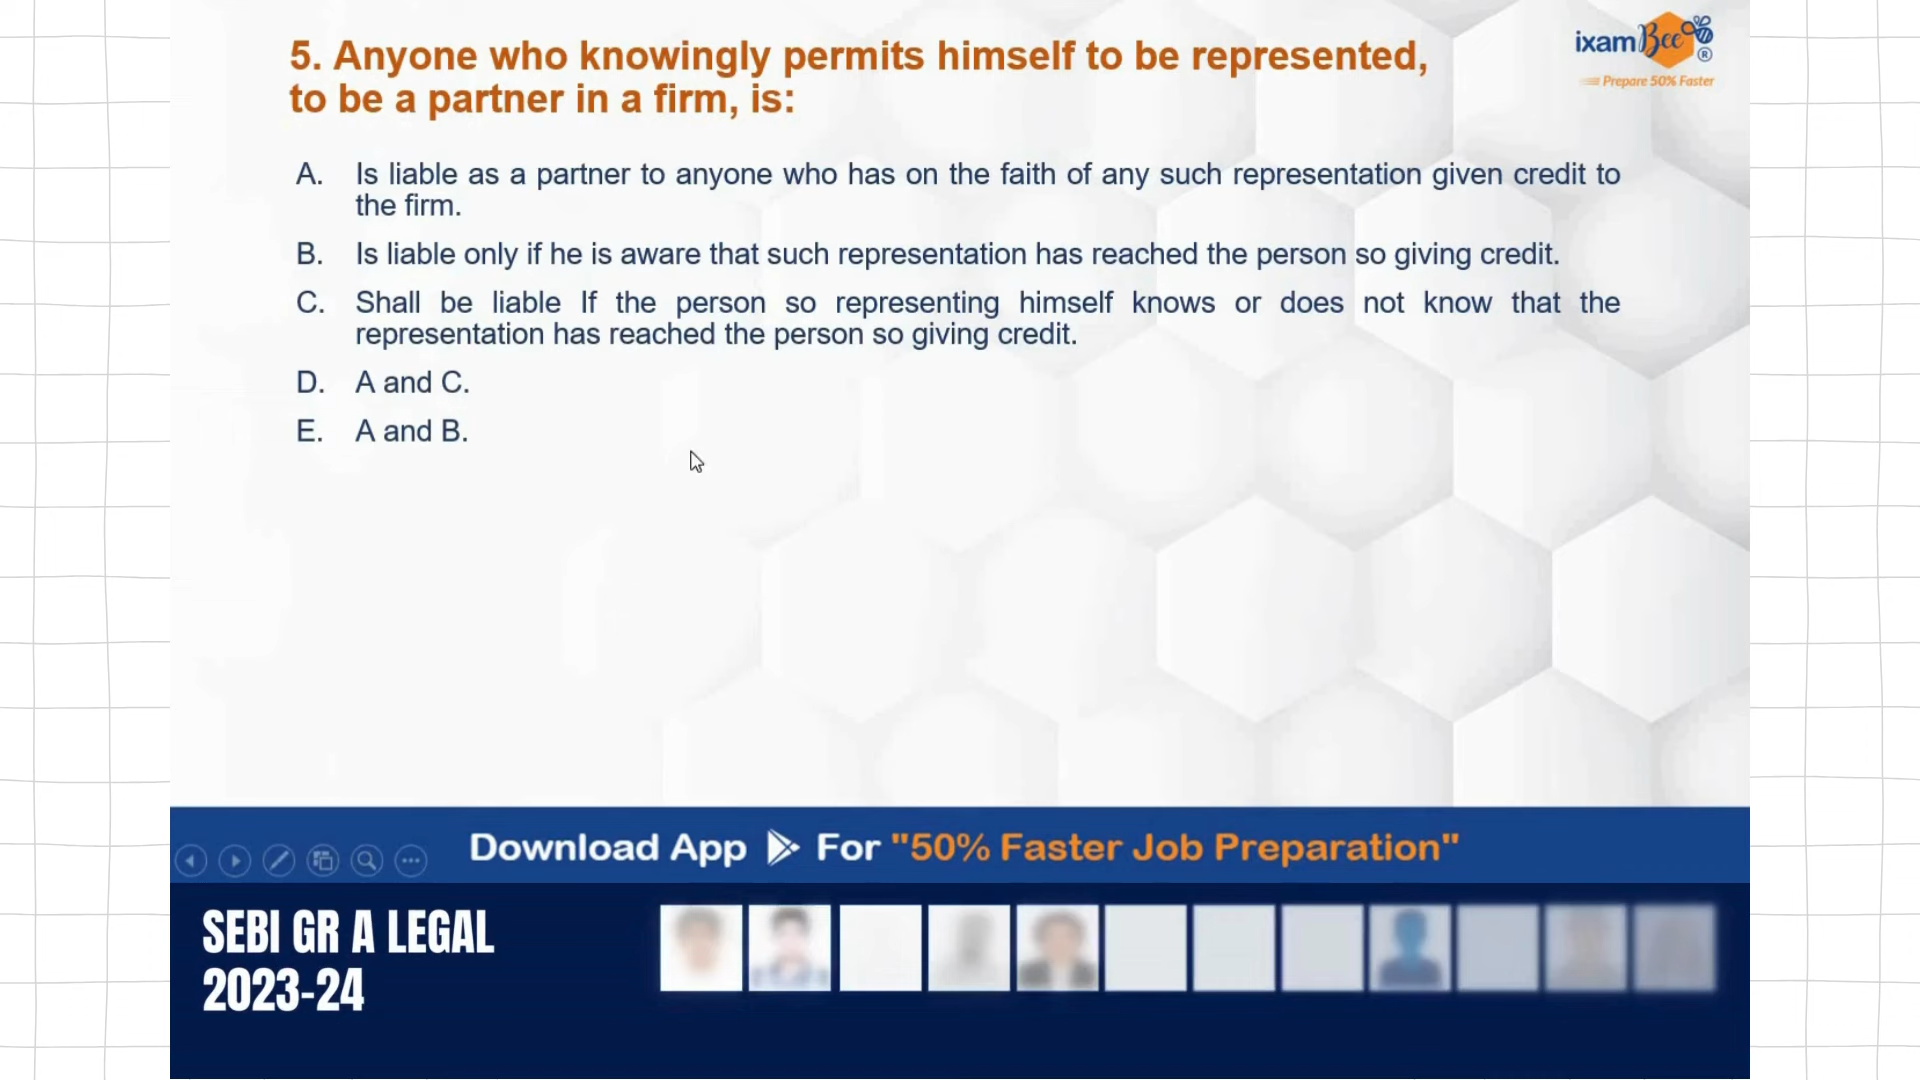 5. Anyone who knowingly permits himself to be represented,
to be a partner in a firm, is:
ixamBee®
Prepare 50% Faster
A. Is liable as a partner to anyone who has on the faith of any such representation given credit to
the firm.
B. Is liable only if he is aware that such representation has reached the person so giving credit.
C. Shall be liable If the person so representing himself knows or does not know that the
representation has reached the person so giving credit.
D. A and C.
E. A and B.
Download App For "50% Faster Job Preparation"
SEBI GR A LEGAL
2023-24